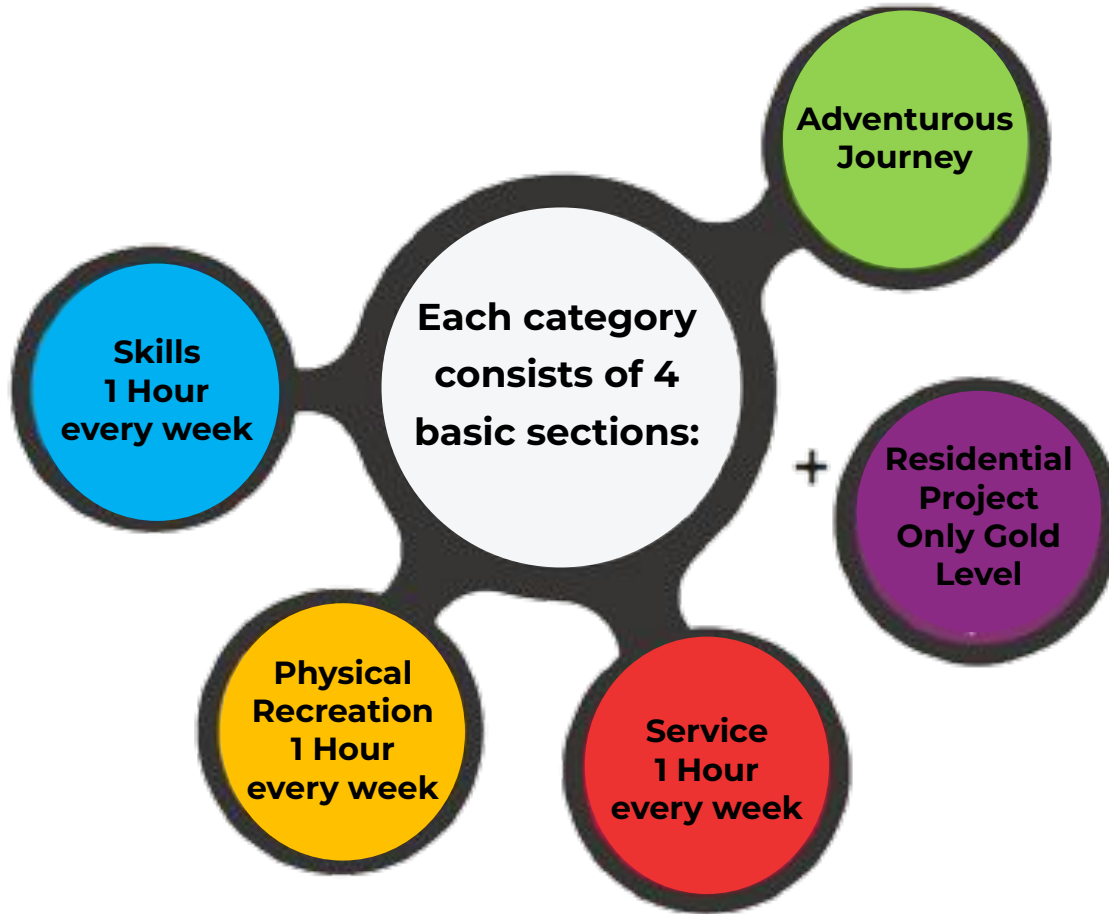 Adventurous
Journey
Each category
consists of 4
basic sections:
Skills
1 Hour
every week
+
Residential
Project
Only Gold
Level
Physical
Recreation
1 Hour
every week
Service
1 Hour
every week